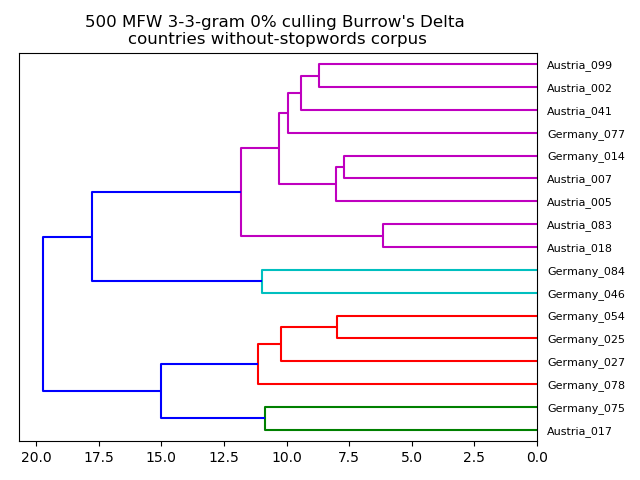 500 MFW 3-3-gram 0% culling Burrow's Delta
countries without-stopwords corpus
Austria_099
Austria_002
Austria_041
Germany_077
Germany_014
Austria_007
Austria_005
Austria_083
Austria_018
Germany_084
Germany_046
Germany_054
Germany_025
Germany_027
Germany_078
Germany_075
Austria_017
20.0 17.5 15.0 12.5 10.0 7.5 5.0 2.5 0.0